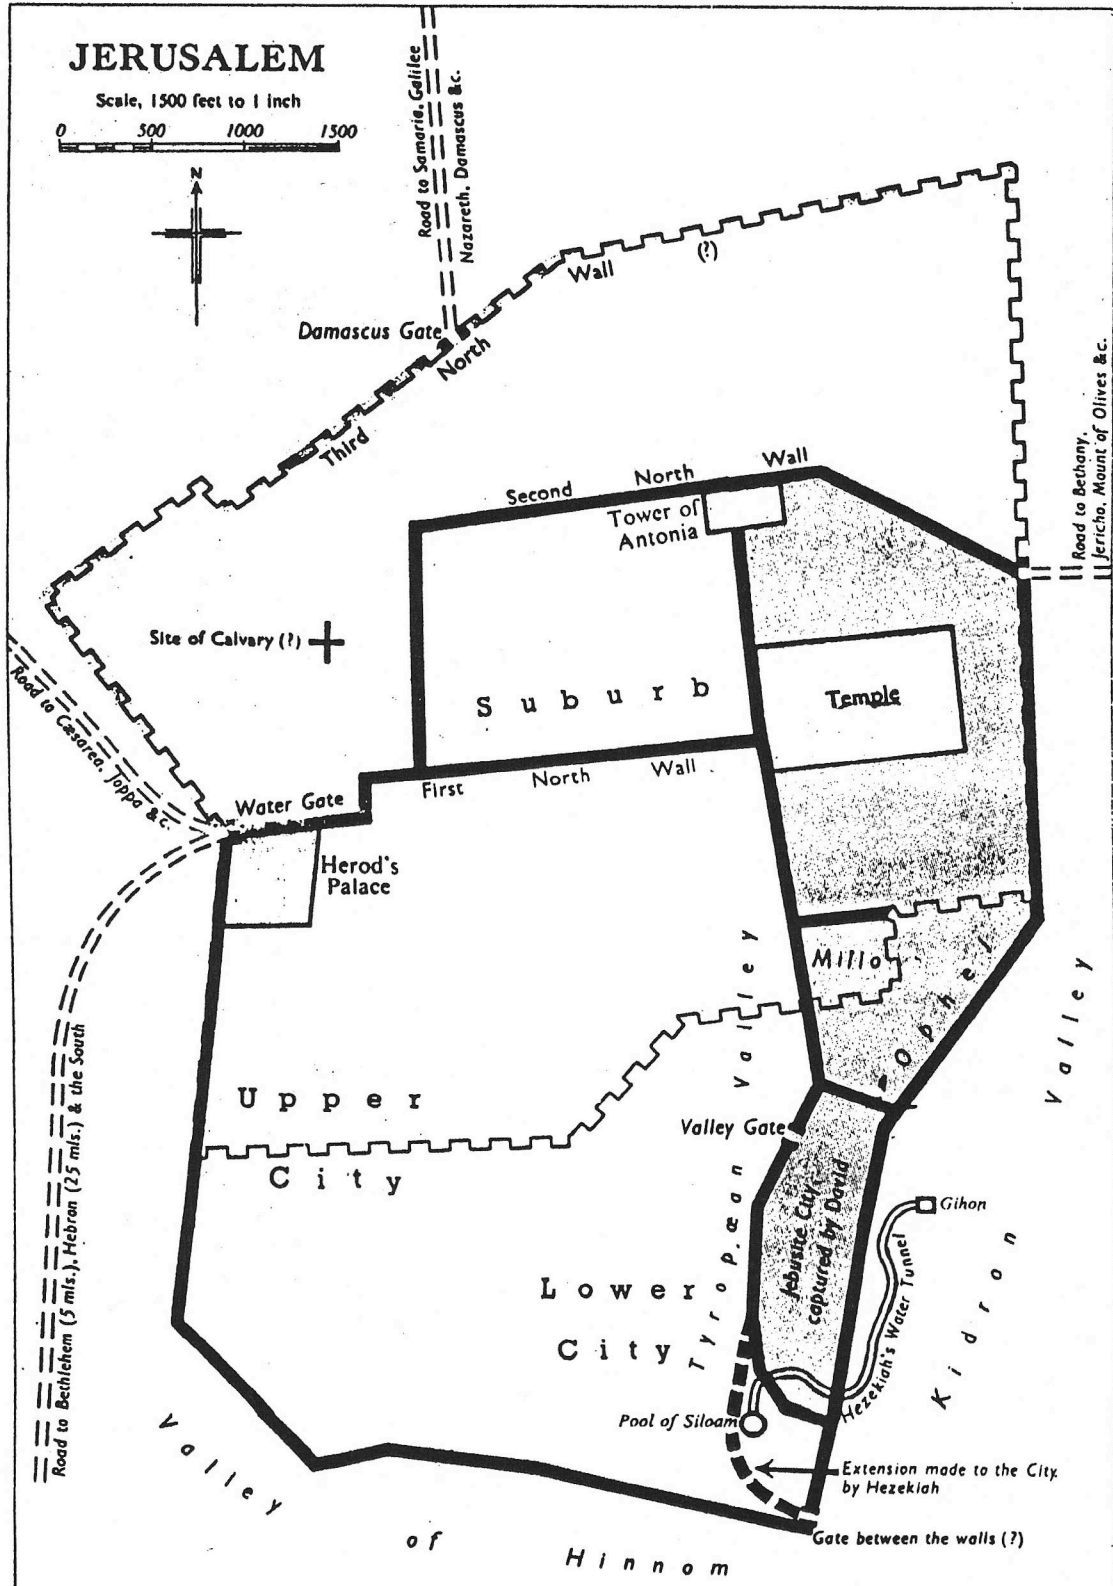 JERUSALEM
Scale, 1500 feet to 1 inch
0 500 1000 1500
N
Road to Samaria, Galilee
Nazareth, Damascus &c.
Damascus Gate
Third
North
Wall
(?)
Road to Bethany,
Jericho, Mount of Olives &c.
Second North Wall
Tower of
Antonia
Site of Calvary (?)
Suburb
Temple
Road to Cæsarea, Joppa &c.
First North Wall
Water Gate
Herod's
Palace
Millo
Ophel
Upper
City
Valley Gate
Tyropœan Valley
Jebusite City,
captured by David
Gihon
Hezekiah's Water Tunnel
Kidron Valley
Lower
City
Pool of Siloam
Road to Bethlehem (5 mls.), Hebron (25 mls.) & the South
Extension made to the City
by Hezekiah
Gate between the walls (?)
Valley of Hinnom